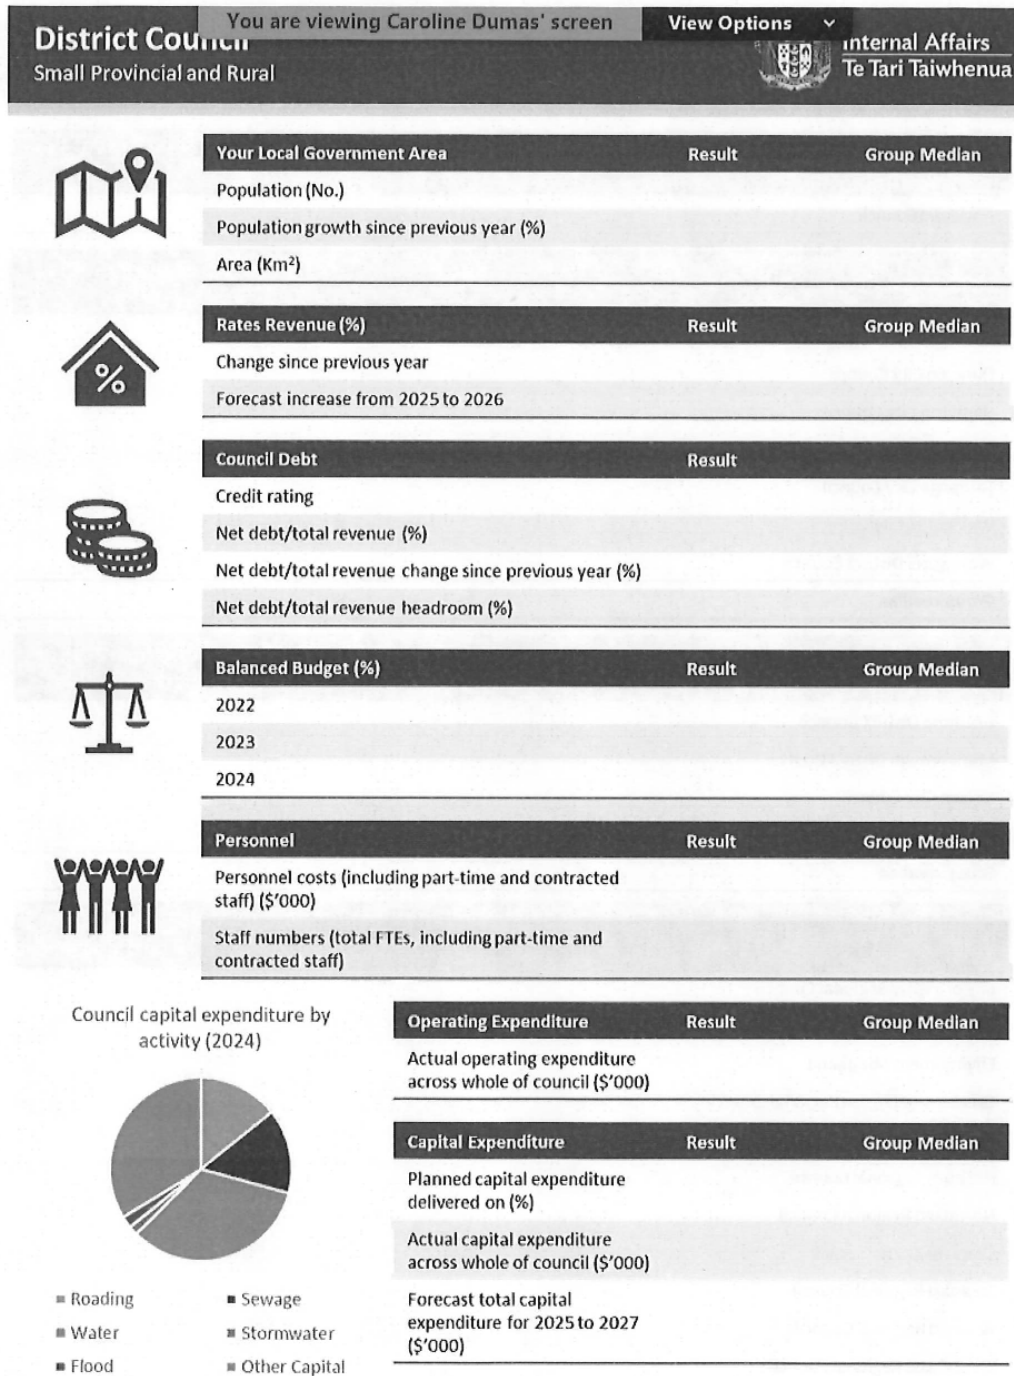 You are viewing Caroline Dumas' screen
View Options
District Council
Small Provincial and Rural
Internal Affairs
Te Tari Taiwhenua
Your Local Government Area Result Group Median
Population (No.)
Population growth since previous year (%)
Area (Km²)
Rates Revenue (%) Result Group Median
Change since previous year
Forecast increase from 2025 to 2026
%
Council Debt Result
Credit rating
Net debt/total revenue (%)
Net debt/total revenue change since previous year (%)
Net debt/total revenue headroom (%)
Balanced Budget (%) Result Group Median
2022
2023
2024
Personnel Result Group Median
Personnel costs (including part-time and contracted
staff) ($'000)
Staff numbers (total FTEs, including part-time and
contracted staff)
Council capital expenditure by
activity (2024)
Roading Sewage
Water Stormwater
Flood Other Capital
Operating Expenditure Result Group Median
Actual operating expenditure
across whole of council ($'000)
Capital Expenditure Result Group Median
Planned capital expenditure
delivered on (%)
Actual capital expenditure
across whole of council ($'000)
Forecast total capital
expenditure for 2025 to 2027
($'000)